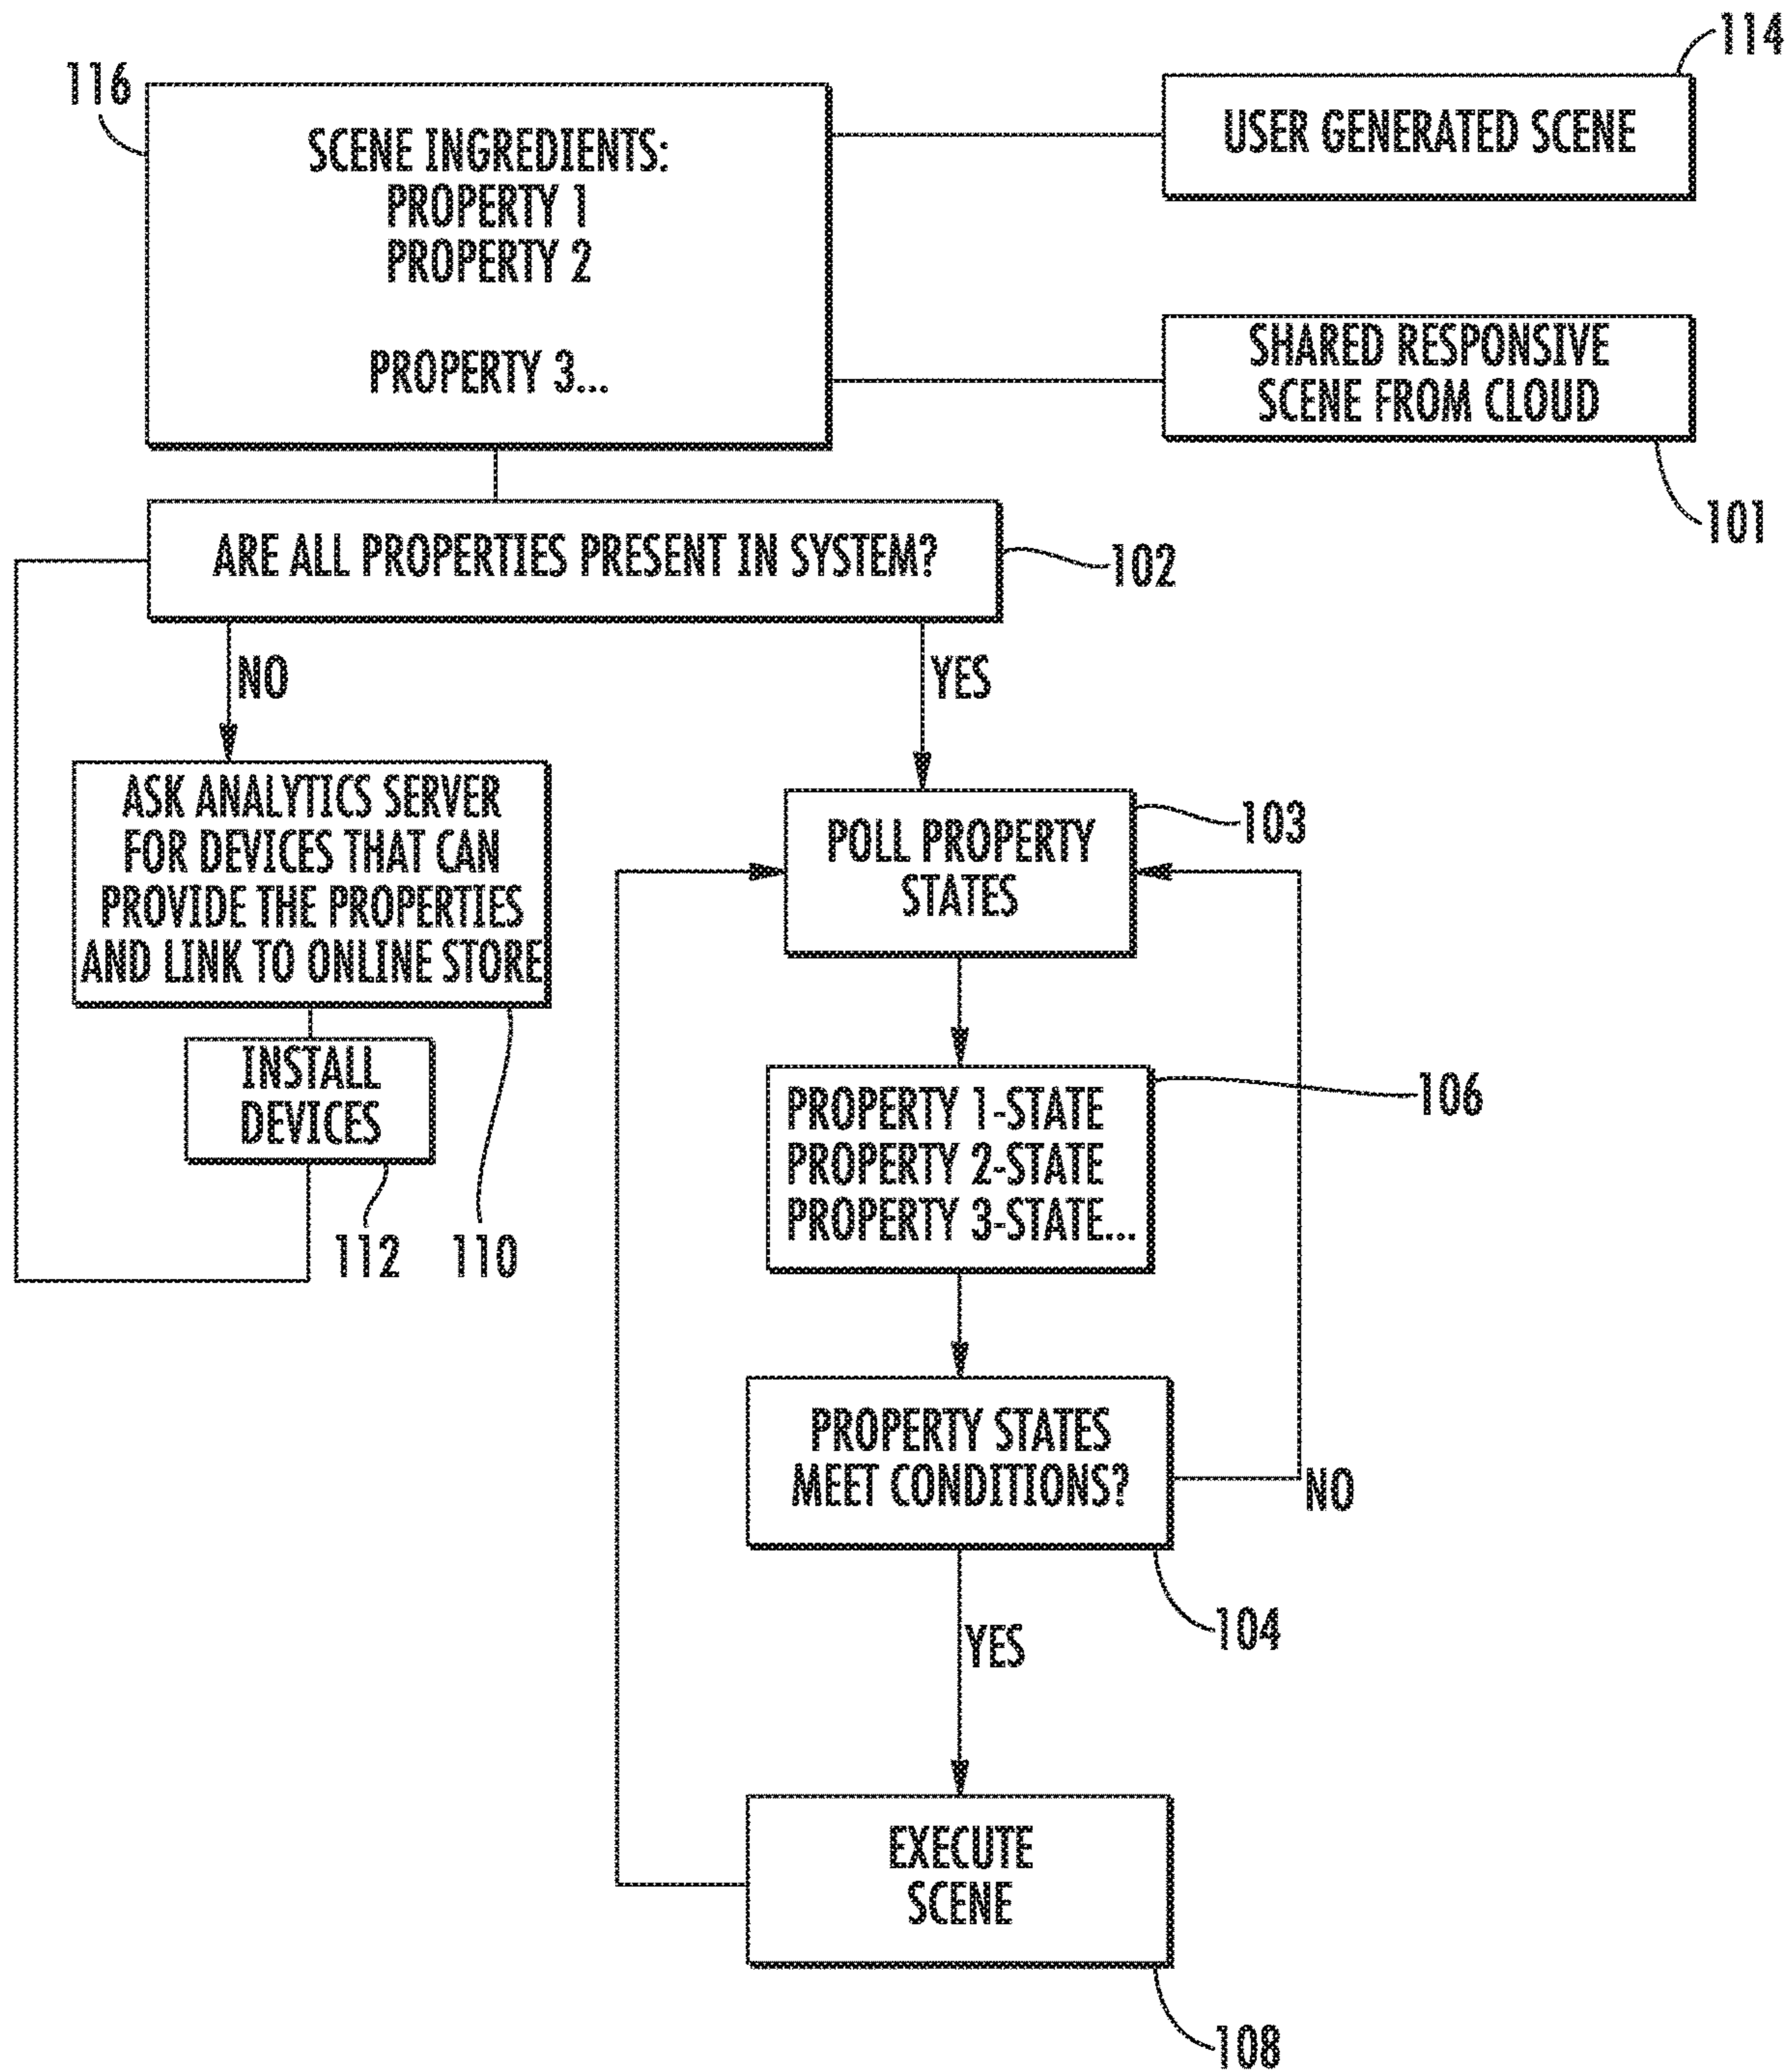 114
116
USER GENERATED SCENE
SCENE INGREDIENTS:
PROPERTY 1
PROPERTY 2
PROPERTY 3...
SHARED RESPONSIVE
SCENE FROM CLOUD
101
ARE ALL PROPERTIES PRESENT IN SYSTEM?
102
NO
YES
ASK ANALYTICS SERVER
FOR DEVICES THAT CAN
PROVIDE THE PROPERTIES
AND LINK TO ONLINE STORE
110
INSTALL
DEVICES
112
POLL PROPERTY
STATES
103
PROPERTY 1-STATE
PROPERTY 2-STATE
PROPERTY 3-STATE...
106
PROPERTY STATES
MEET CONDITIONS?
NO
104
YES
EXECUTE
SCENE
108